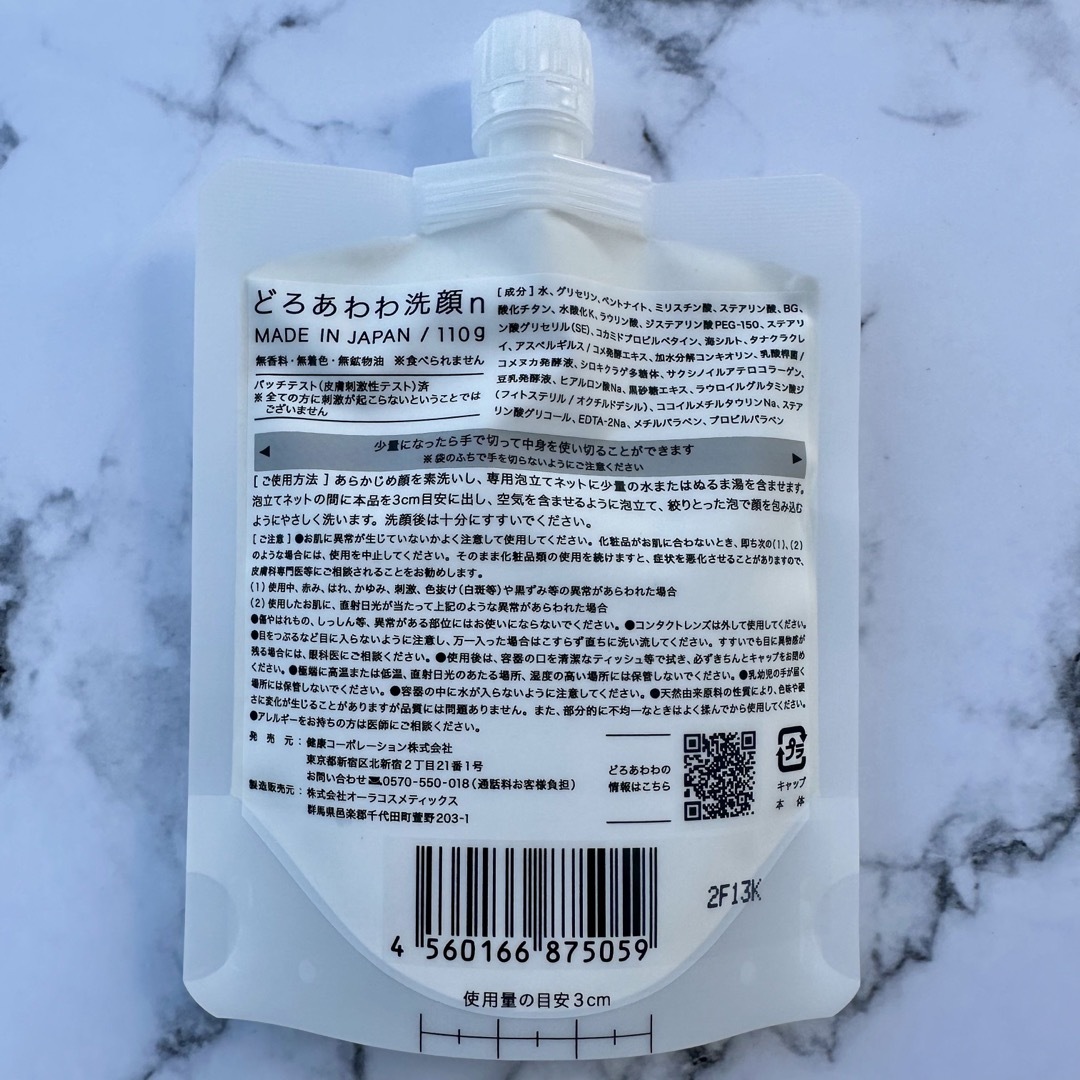 どろあわわ洗顔n
MADE IN JAPAN / 110g
無香料・無着色・無鉱物油 ※食べられません
パッチテスト(皮膚刺激性テスト)済
※全ての方に刺激が起こらないということでは
ございません
[成分]水、グリセリン、ベントナイト、ミリスチン酸、ステアリン酸、BG、
酸化チタン、水酸化K、ラウリン酸、ジステアリン酸PEG-150、ステアリ
ン酸グリセリル(SE)、コカミドプロピルベタイン、海シルト、タナクラクレ
イ、アスペルギルス/コメ発酵エキス、加水分解コンキオリン、乳酸桿菌/
コメヌカ発酵液、シロキクラゲ多糖体、サクシノイルアテロコラーゲン、
豆乳発酵液、ヒアルロン酸Na、黒砂糖エキス、ラウロイルグルタミン酸ジ
(フィトステリル/オクチルドデシル)、ココイルメチルタウリンNa、ステア
リン酸グリコール、EDTA-2Na、メチルパラベン、プロピルパラベン
◀ 少量になったら手で切って中身を使い切ることができます ▶
※袋のふちで手を切らないようにご注意ください
[ご使用方法]あらかじめ顔を素洗いし、専用泡立てネットに少量の水またはぬるま湯を含ませます。
泡立てネットの間に本品を3cm目安に出し、空気を含ませるように泡立て、絞りとった泡で顔を包み込む
ようにやさしく洗います。洗顔後は十分にすすいでください。
[ご注意]●お肌に異常が生じていないかよく注意して使用してください。化粧品がお肌に合わないとき、即ち次の(1)、(2)
のような場合には、使用を中止してください。そのまま化粧品類の使用を続けますと、症状を悪化させることがありますので、
皮膚科専門医等にご相談されることをお勧めします。
(1)使用中、赤み、はれ、かゆみ、刺激、色抜け(白斑等)や黒ずみ等の異常があらわれた場合
(2)使用したお肌に、直射日光が当たって上記のような異常があらわれた場合
●傷やはれもの、しっしん等、異常がある部位にはお使いにならないでください。●コンタクトレンズは外して使用してください。
●目をつぶるなど目に入らないように注意し、万一入った場合はこすらず直ちに洗い流してください。すすいでも目に異物感が
残る場合には、眼科医にご相談ください。●使用後は、容器の口を清潔なティッシュ等で拭き、必ずきちんとキャップをお閉め
ください。●極端に高温または低温、直射日光のあたる場所、湿度の高い場所には保管しないでください。●乳幼児の手が届く
場所には保管しないでください。●容器の中に水が入らないように注意してください。●天然由来原料の性質により、色味や硬
さに変化が生じることがありますが品質には問題ありません。また、部分的に不均一なときはよく揉んでから使用してください。
●アレルギーをお持ちの方は医師にご相談ください。
発売元:健康コーポレーション株式会社
東京都新宿区北新宿2丁目21番1号
お問い合わせ 0570-550-018(通話料お客様負担)
製造販売元:株式会社オーラコスメティックス
群馬県邑楽郡千代田町萱野203-1
どろあわわの
情報はこちら
プラ
キャップ
本体
2F13K
4 560166 875059
使用量の目安3cm